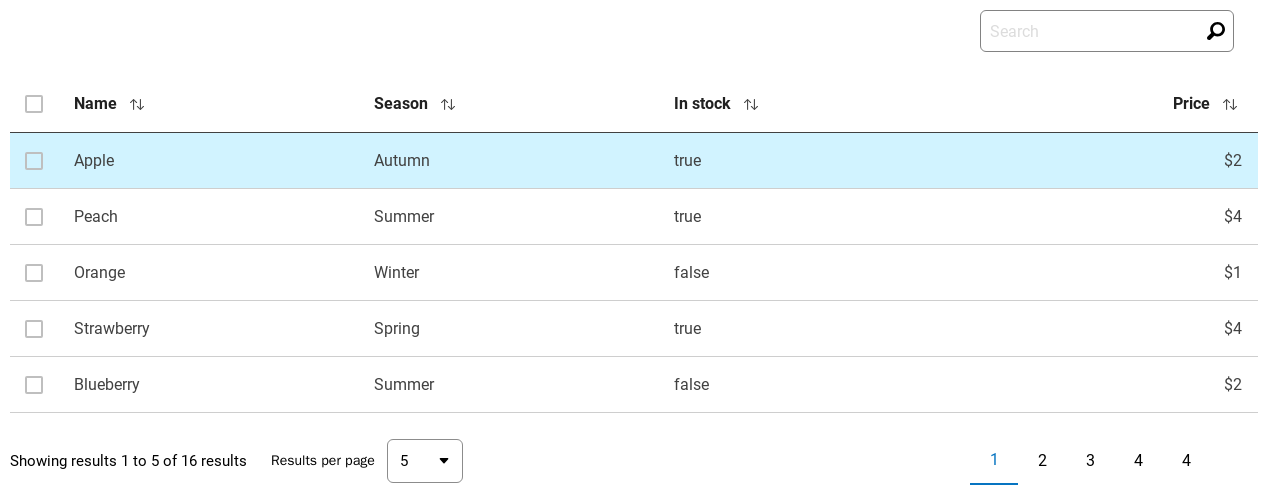 Search
Name Season In stock Price
Apple Autumn true $2
Peach Summer true $4
Orange Winter false $1
Strawberry Spring true $4
Blueberry Summer false $2
Showing results 1 to 5 of 16 results Results per page 5 1 2 3 4 4